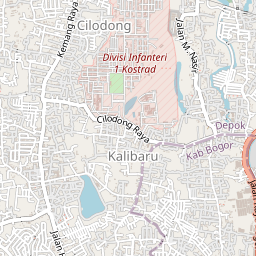 Cilodong
Kemang Raya
Jalan M. Nasir
Divisi Infanteri
1 Kostrad
Cilodong Raya
Depok
Kab Bogor
Kalibaru